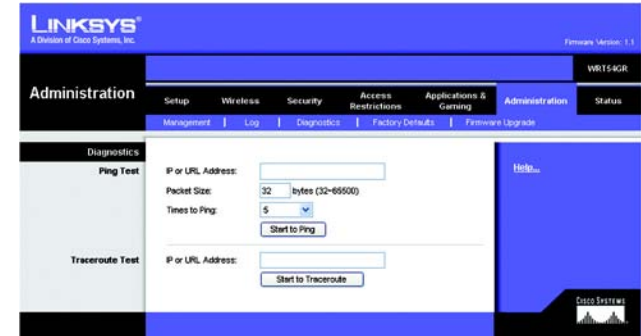 LINKSYS®
A Division of Cisco Systems, Inc.
Firmware Version: 1.1
WRT54GR
Administration
Setup Wireless Security Access Restrictions Applications & Gaming Administration Status
Management | Log | Diagnostics | Factory Defaults | Firmware Upgrade
Diagnostics
Ping Test
IP or URL Address:
Packet Size: 32 bytes (32~65500)
Times to Ping: 5
Start to Ping
Traceroute Test
IP or URL Address:
Start to Traceroute
Help...
CISCO SYSTEMS